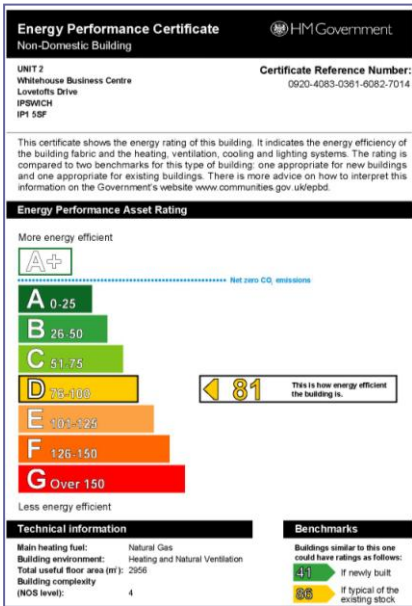 Energy Performance Certificate
HM Government
Non-Domestic Building
UNIT 2
Whitehouse Business Centre
Lovetofts Drive
IPSWICH
IP1 5SF
Certificate Reference Number:
0920-4083-0361-6082-7014
This certificate shows the energy rating of this building. It indicates the energy efficiency of
the building fabric and the heating, ventilation, cooling and lighting systems. The rating is
compared to two benchmarks for this type of building: one appropriate for new buildings
and one appropriate for existing buildings. There is more advice on how to interpret this
information on the Government's website www.communities.gov.uk/epbd.
Energy Performance Asset Rating
More energy efficient
A+
Net zero CO₂ emissions
A 0-25
B 26-50
C 51-75
D 76-100
81
This is how energy efficient
the building is.
E 101-125
F 126-150
G Over 150
Less energy efficient
Technical information
Main heating fuel: Natural Gas
Building environment: Heating and Natural Ventilation
Total useful floor area (m²): 2956
Building complexity
(NOS level): 4
Benchmarks
Buildings similar to this one
could have ratings as follows:
41 If newly built
86 If typical of the
existing stock